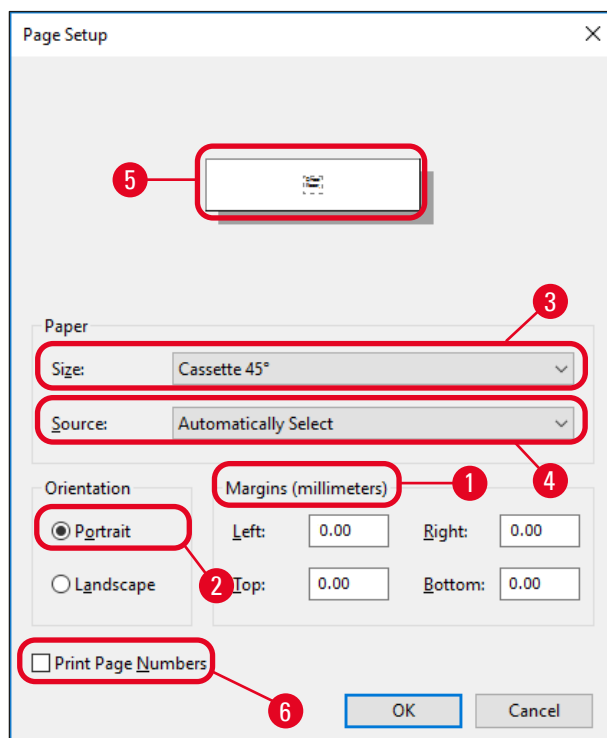 Page Setup
5
3
Paper
Size: Cassette 45°
Source: Automatically Select
4
Orientation
Margins (millimeters) 1
Portrait
Left: 0.00 Right: 0.00
2
Landscape
Top: 0.00 Bottom: 0.00
Print Page Numbers
6
OK Cancel